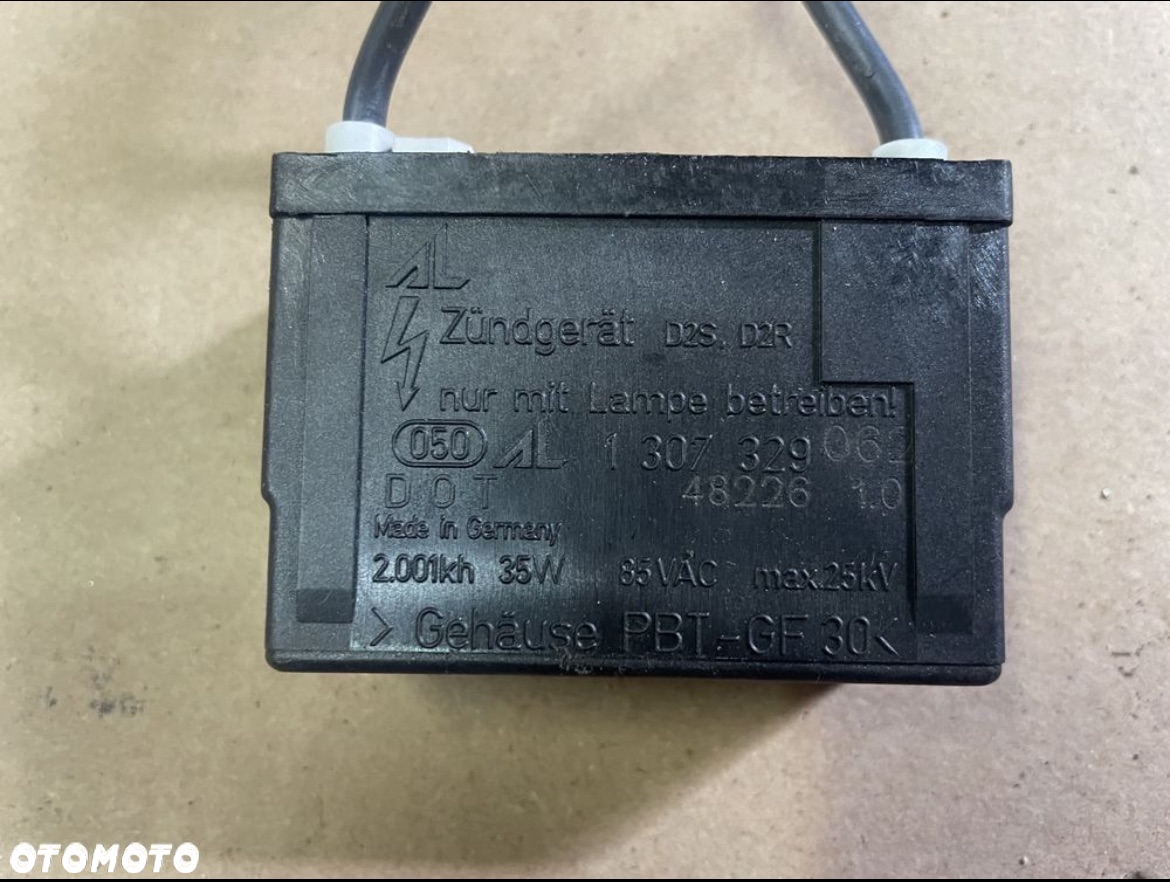 AL
Zündgerät D2S, D2R
nur mit Lampe betreiben!
050 AL 1 307 329 062
DOT 48226 1.0
Made in Germany
2.001kh 35W 85VAC max.25kV
>Gehäuse PBT-GF 30<
OTOMOTO